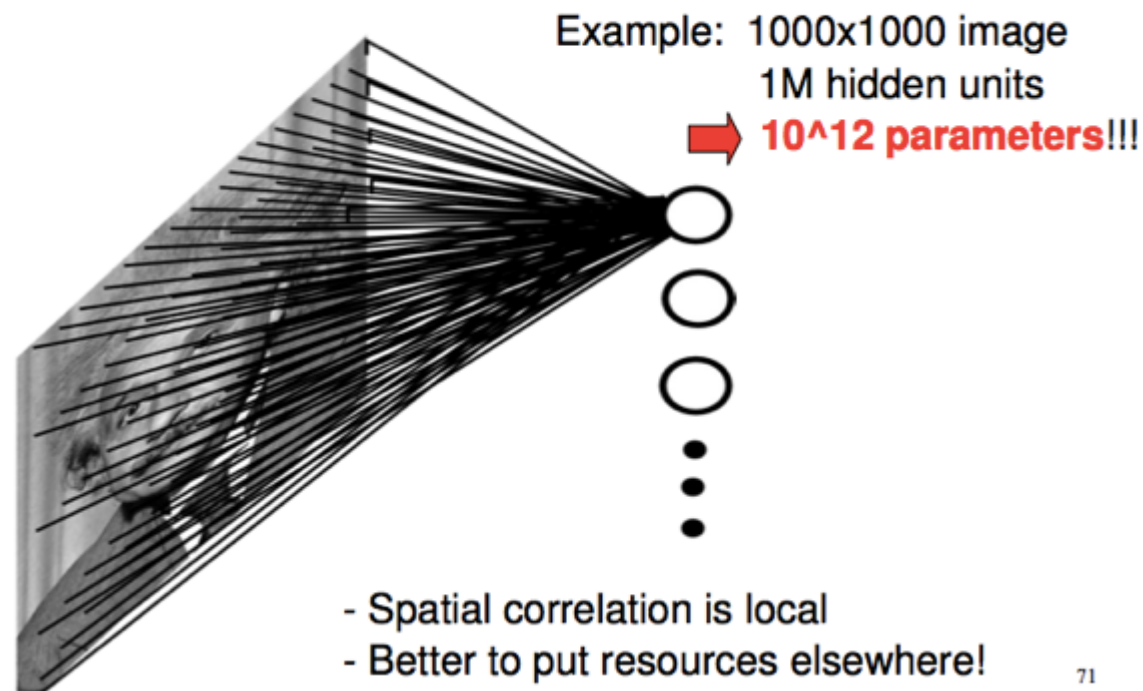 Example: 1000x1000 image
1M hidden units
10^12 parameters!!!
- Spatial correlation is local
- Better to put resources elsewhere!
71